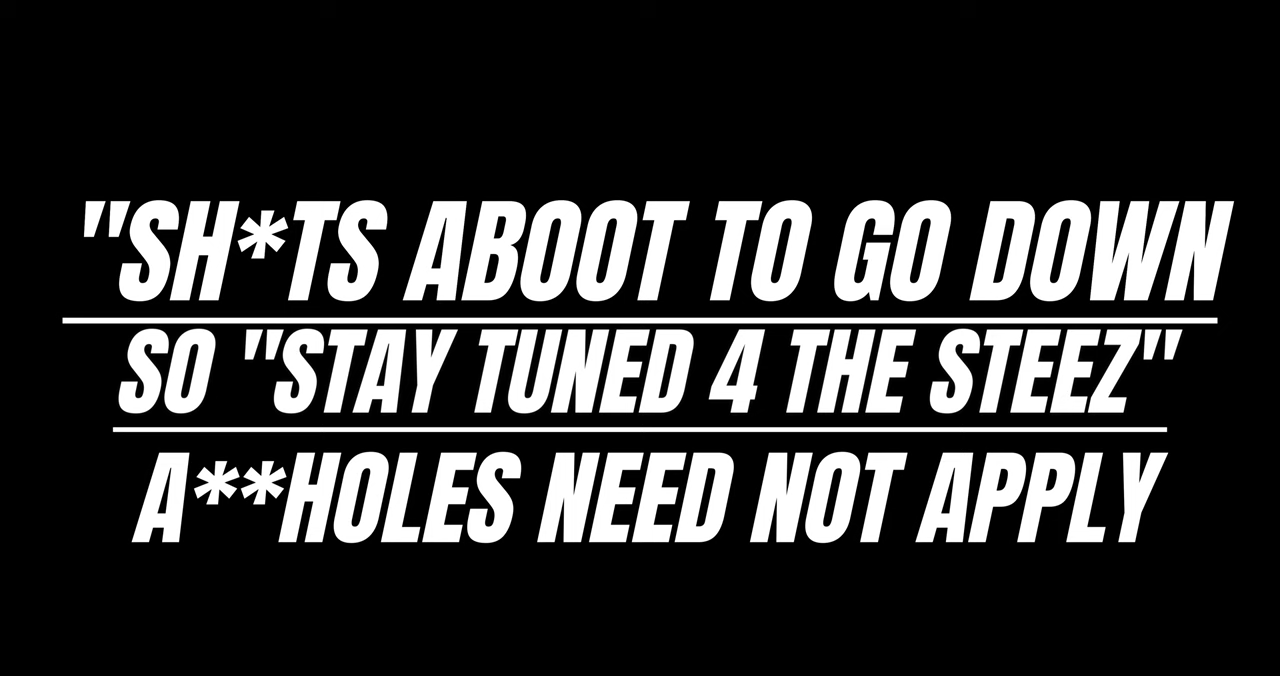 "SH*TS ABOOT TO GO DOWN
SO "STAY TUNED 4 THE STEEZ"
A**HOLES NEED NOT APPLY